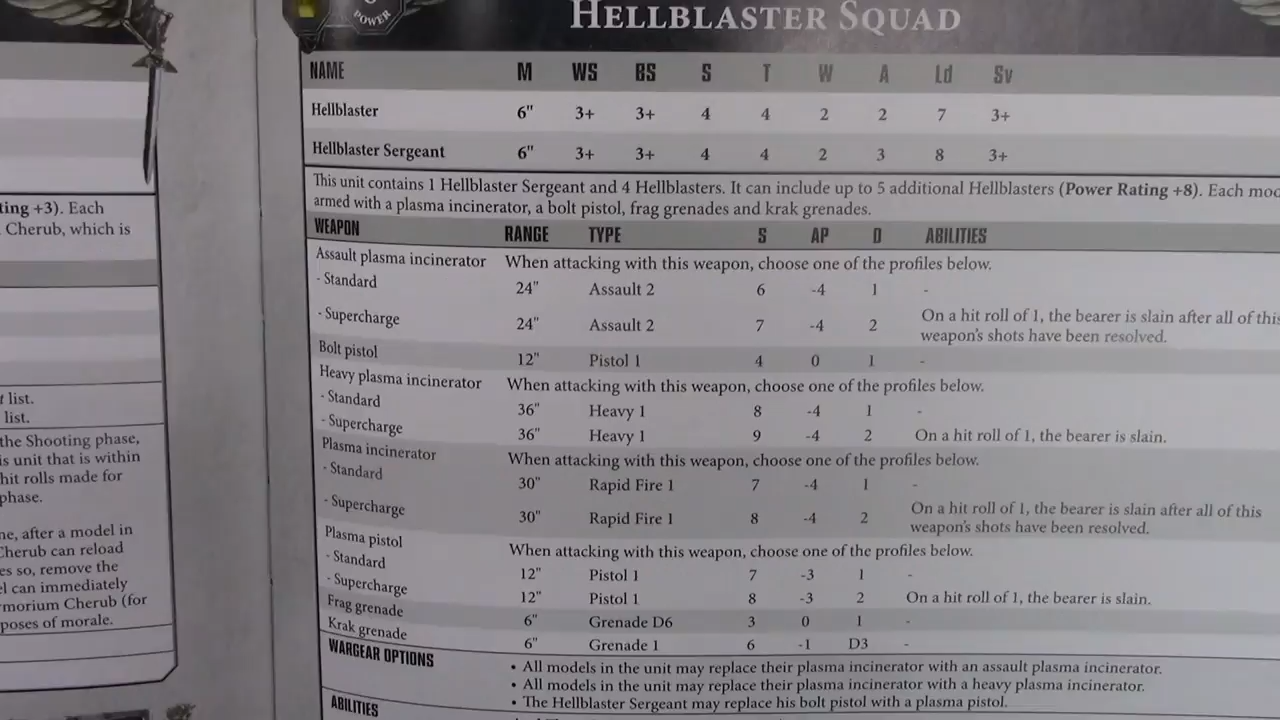 POWER
HELLBLASTER SQUAD
NAME M WS BS S T W A Ld Sv
Hellblaster 6" 3+ 3+ 4 4 2 2 7 3+
Hellblaster Sergeant 6" 3+ 3+ 4 4 2 3 8 3+
This unit contains 1 Hellblaster Sergeant and 4 Hellblasters. It can include up to 5 additional Hellblasters (Power Rating +8). Each
armed with a plasma incinerator, a bolt pistol, frag grenades and krak grenades.
WEAPON RANGE TYPE S AP D ABILITIES
Assault plasma incinerator When attacking with this weapon, choose one of the profiles below.
- Standard 24" Assault 2 6 -4 1 -
- Supercharge 24" Assault 2 7 -4 2 On a hit roll of 1, the bearer is slain after all of this
weapon's shots have been resolved.
Bolt pistol 12" Pistol 1 4 0 1 -
Heavy plasma incinerator When attacking with this weapon, choose one of the profiles below.
- Standard 36" Heavy 1 8 -4 1 -
- Supercharge 36" Heavy 1 9 -4 2 On a hit roll of 1, the bearer is slain.
Plasma incinerator When attacking with this weapon, choose one of the profiles below.
- Standard 30" Rapid Fire 1 7 -4 1 -
- Supercharge 30" Rapid Fire 1 8 -4 2 On a hit roll of 1, the bearer is slain after all of this
weapon's shots have been resolved.
Plasma pistol When attacking with this weapon, choose one of the profiles below.
- Standard 12" Pistol 1 7 -3 1 -
- Supercharge 12" Pistol 1 8 -3 2 On a hit roll of 1, the bearer is slain.
Frag grenade 6" Grenade D6 3 0 1 -
Krak grenade 6" Grenade 1 6 -1 D3 -
WARGEAR OPTIONS • All models in the unit may replace their plasma incinerator with an assault plasma incinerator.
• All models in the unit may replace their plasma incinerator with a heavy plasma incinerator.
• The Hellblaster Sergeant may replace his bolt pistol with a plasma pistol.
ABILITIES
+3). Each
Cherub, which is
list.
list.
the Shooting phase,
unit that is within
hit rolls made for
phase.
after a model in
Cherub can reload
so, remove the
can immediately
Cherub (for
poses of morale.